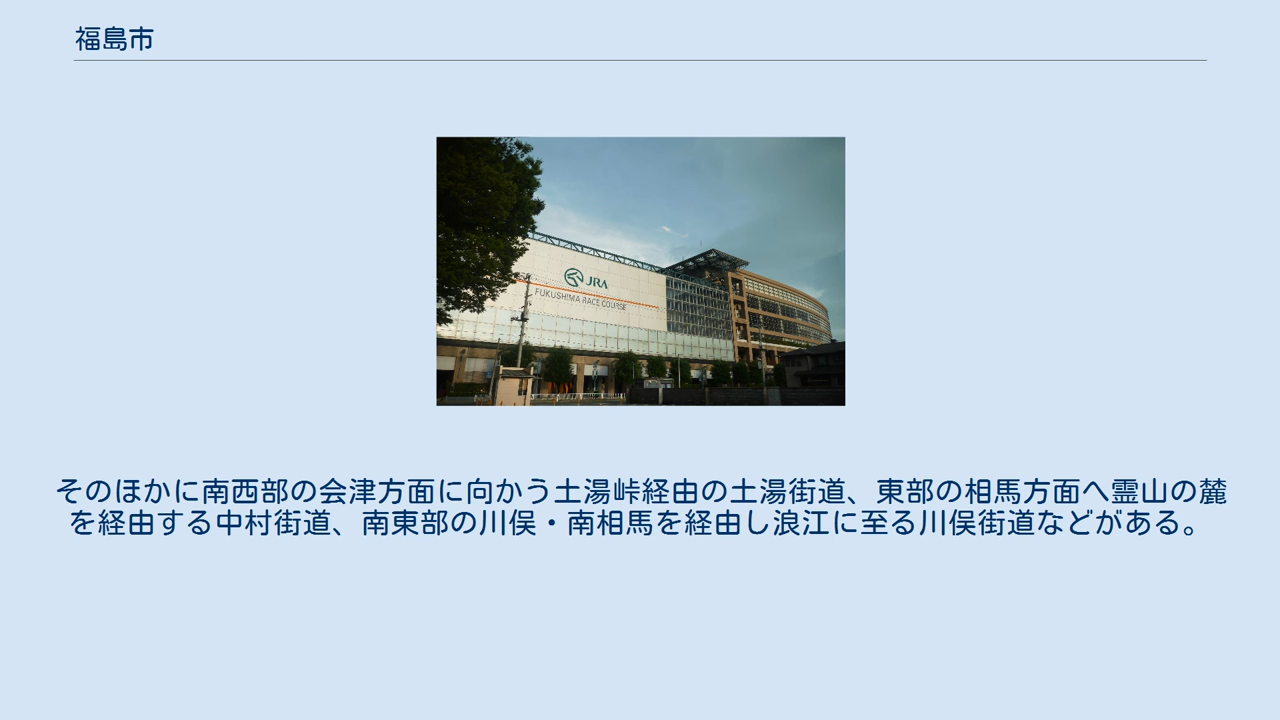 福島市
JRA
FUKUSHIMA RACE COURSE
そのほかに南西部の会津方面に向かう土湯峠経由の土湯街道、東部の相馬方面へ霊山の麓
を経由する中村街道、南東部の川俣・南相馬を経由し浪江に至る川俣街道などがある。